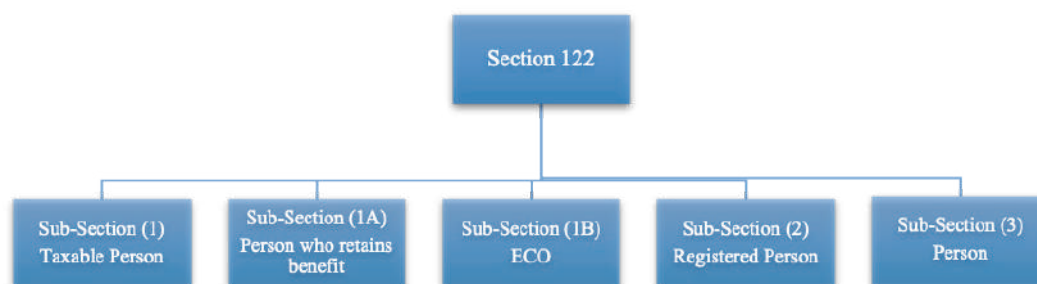 Section 122
Sub-Section (1)
Taxable Person
Sub-Section (1A)
Person who retains
benefit
Sub-Section (1B)
ECO
Sub-Section (2)
Registered Person
Sub-Section (3)
Person